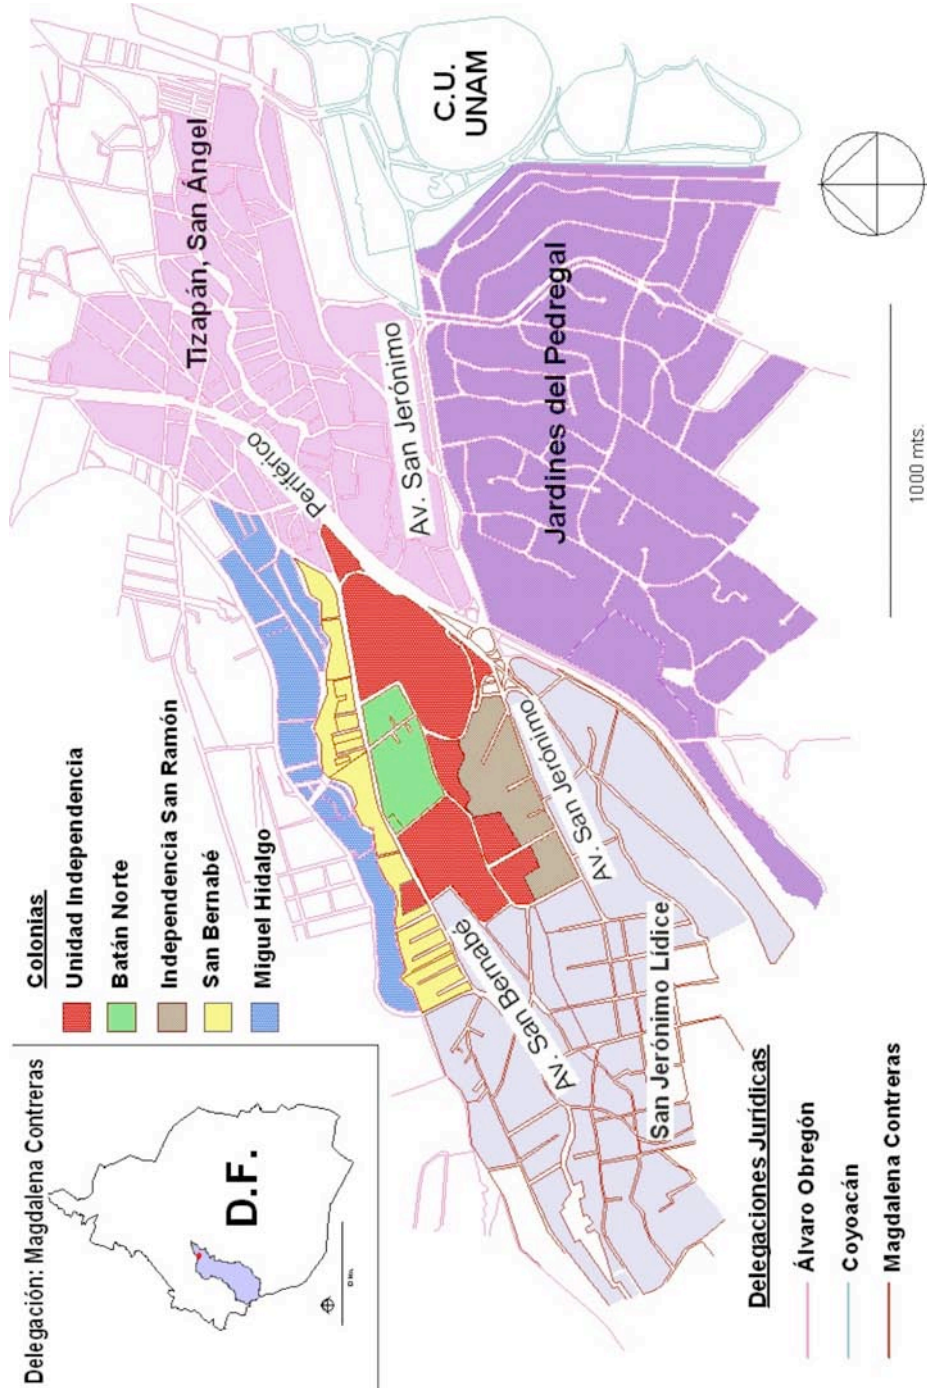 Delegación: Magdalena Contreras
D.F.
Colonias
Unidad Independencia
Batán Norte
Independencia San Ramón
San Bernabé
Miguel Hidalgo
Tizapán, San Ángel
Periférico
Av. San Jerónimo
C.U.
UNAM
Jardines del Pedregal
Av. San Jerónimo
Av. San Bernabé
San Jerónimo Lídice
Delegaciones Jurídicas
Álvaro Obregón
Coyoacán
Magdalena Contreras
1000 mts.